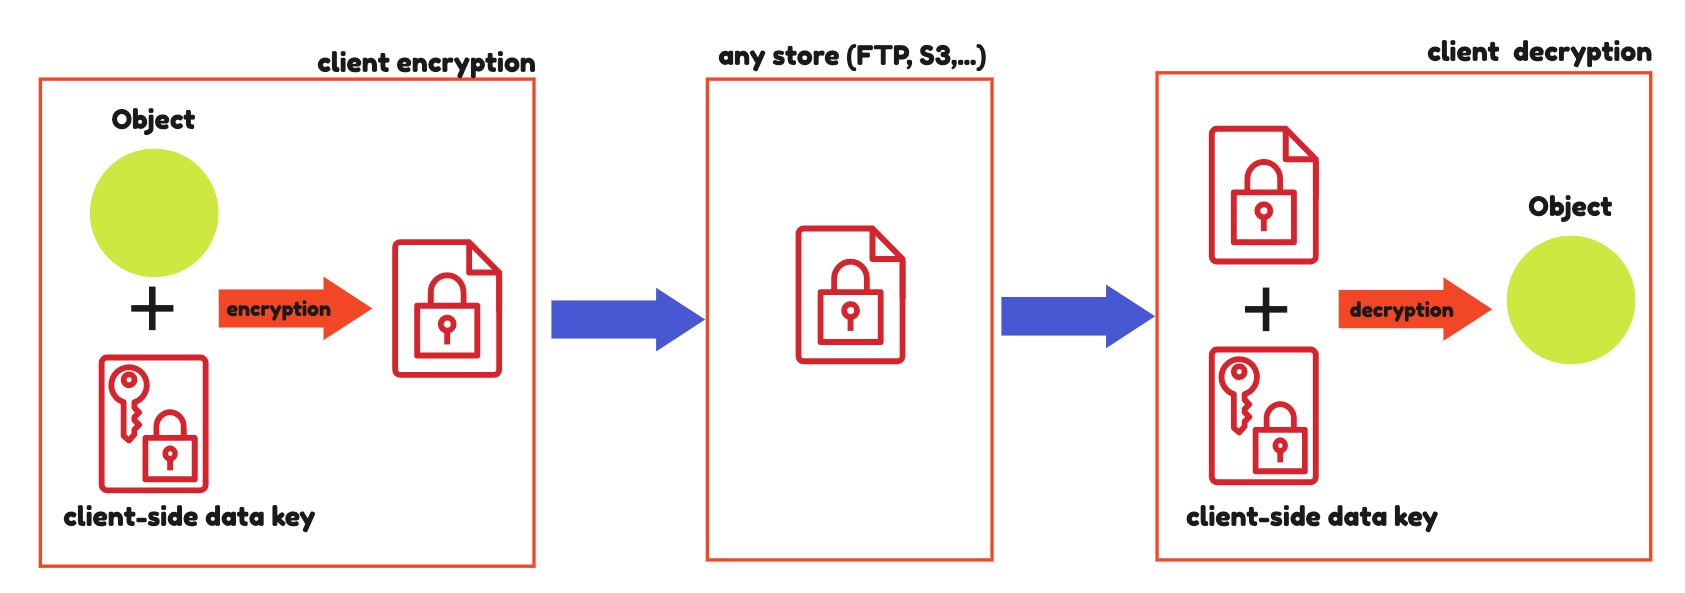 client encryption
Object
encryption
client-side data key
any store (FTP, S3,...)
client decryption
Object
decryption
client-side data key